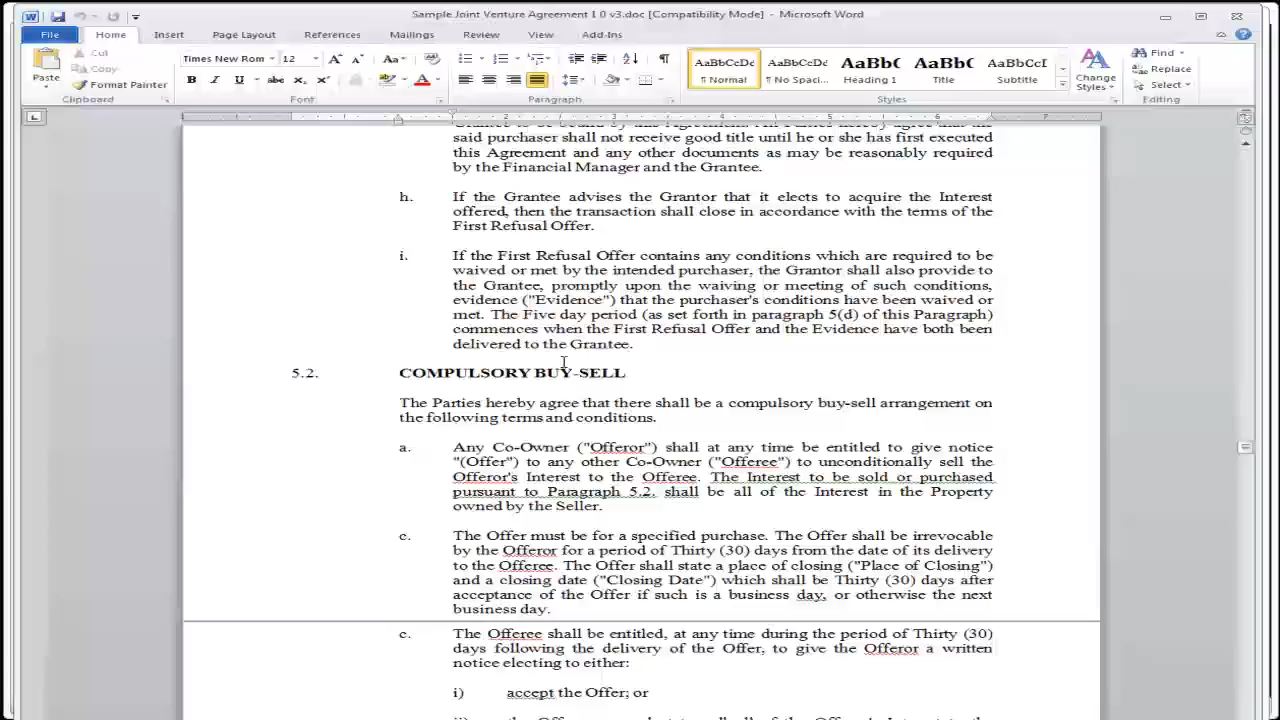 Sample Joint Venture Agreement 1 0 v3.doc [Compatibility Mode] - Microsoft Word
File Home Insert Page Layout References Mailings Review View Add-Ins
Paste
Cut
Copy
Format Painter
Times New Rom 12
AaBbCcDc AaBbCcDc AaBbCc AaBbCc AaBbCcI
¶ Normal ¶ No Spaci... Heading 1 Title Subtitle
Change Styles
Find
Replace
Select
Clipboard Font Paragraph Styles Editing
said purchaser shall not receive good title until he or she has first executed
this Agreement and any other documents as may be reasonably required
by the Financial Manager and the Grantee.
h. If the Grantee advises the Grantor that it elects to acquire the Interest
offered, then the transaction shall close in accordance with the terms of the
First Refusal Offer.
i. If the First Refusal Offer contains any conditions which are required to be
waived or met by the intended purchaser, the Grantor shall also provide to
the Grantee, promptly upon the waiving or meeting of such conditions,
evidence ("Evidence") that the purchaser's conditions have been waived or
met. The Five day period (as set forth in paragraph 5(d) of this Paragraph)
commences when the First Refusal Offer and the Evidence have both been
delivered to the Grantee.
5.2. COMPULSORY BUY-SELL
The Parties hereby agree that there shall be a compulsory buy-sell arrangement on
the following terms and conditions.
a. Any Co-Owner ("Offeror") shall at any time be entitled to give notice
"(Offer") to any other Co-Owner ("Offeree") to unconditionally sell the
Offeror's Interest to the Offeree. The Interest to be sold or purchased
pursuant to Paragraph 5.2. shall be all of the Interest in the Property
owned by the Seller.
c. The Offer must be for a specified purchase. The Offer shall be irrevocable
by the Offeror for a period of Thirty (30) days from the date of its delivery
to the Offeree. The Offer shall state a place of closing ("Place of Closing")
and a closing date ("Closing Date") which shall be Thirty (30) days after
acceptance of the Offer if such is a business day, or otherwise the next
business day.
c. The Offeree shall be entitled, at any time during the period of Thirty (30)
days following the delivery of the Offer, to give the Offeror a written
notice electing to either:
i) accept the Offer; or